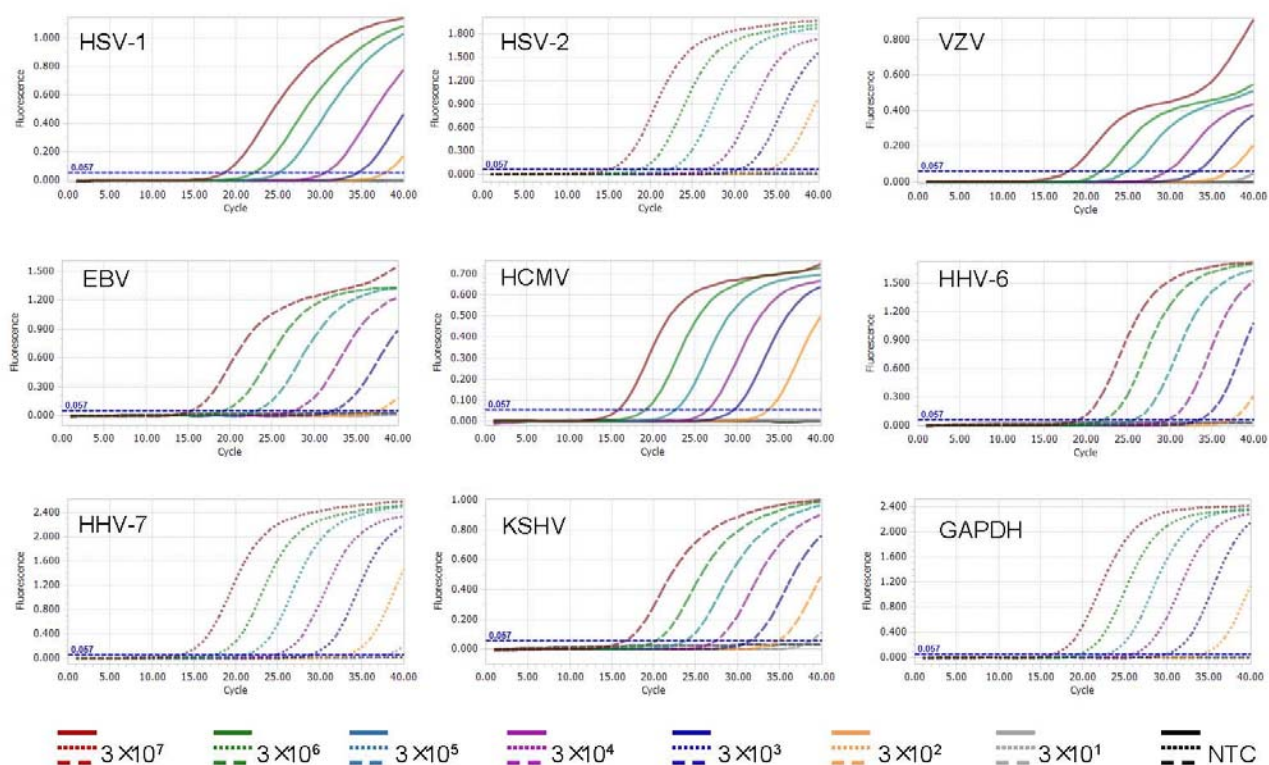 HSV-1
Fluorescence
1.000
0.800
0.600
0.400
0.200
0.000
0.057
0.00 5.00 10.00 15.00 20.00 25.00 30.00 35.00 40.00
Cycle
HSV-2
Fluorescence
1.800
1.500
1.200
0.900
0.600
0.300
0.000
0.057
0.00 5.00 10.00 15.00 20.00 25.00 30.00 35.00 40.00
Cycle
VZV
Fluorescence
0.800
0.600
0.400
0.200
0.000
0.057
0.00 5.00 10.00 15.00 20.00 25.00 30.00 35.00 40.00
Cycle
EBV
Fluorescence
1.500
1.200
0.900
0.600
0.300
0.000
0.057
0.00 5.00 10.00 15.00 20.00 25.00 30.00 35.00 40.00
Cycle
HCMV
Fluorescence
0.700
0.600
0.500
0.400
0.300
0.200
0.100
0.000
0.057
0.00 5.00 10.00 15.00 20.00 25.00 30.00 35.00 40.00
Cycle
HHV-6
Fluorescence
1.500
1.200
0.900
0.600
0.300
0.000
0.057
0.00 5.00 10.00 15.00 20.00 25.00 30.00 35.00 40.00
Cycle
HHV-7
Fluorescence
2.400
2.000
1.600
1.200
0.800
0.400
0.000
0.057
0.00 5.00 10.00 15.00 20.00 25.00 30.00 35.00 40.00
Cycle
KSHV
Fluorescence
1.000
0.800
0.600
0.400
0.200
0.000
0.057
0.00 5.00 10.00 15.00 20.00 25.00 30.00 35.00 40.00
Cycle
GAPDH
Fluorescence
2.400
2.000
1.600
1.200
0.800
0.400
0.000
0.057
0.00 5.00 10.00 15.00 20.00 25.00 30.00 35.00 40.00
Cycle
3×10⁷ 3×10⁶ 3×10⁵ 3×10⁴ 3×10³ 3×10² 3×10¹ NTC